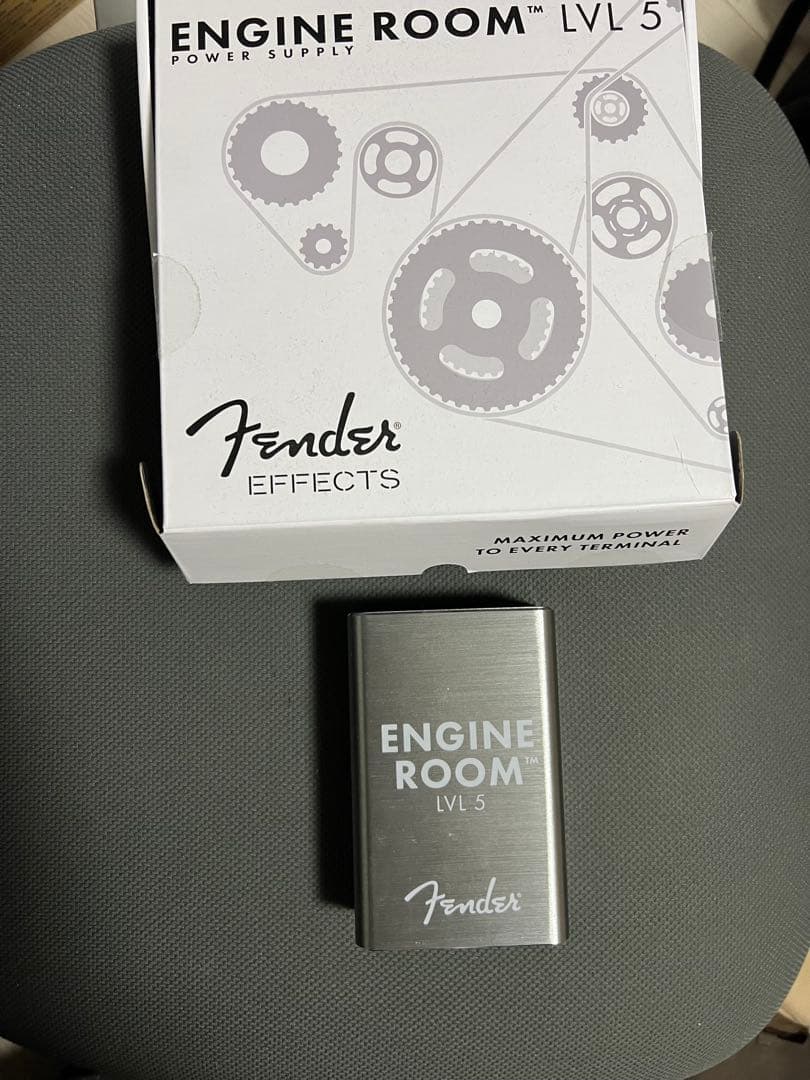 ENGINE ROOM™ LVL 5
POWER SUPPLY
Fender®
EFFECTS
MAXIMUM POWER
TO EVERY TERMINAL
ENGINE
ROOM™
LVL 5
Fender